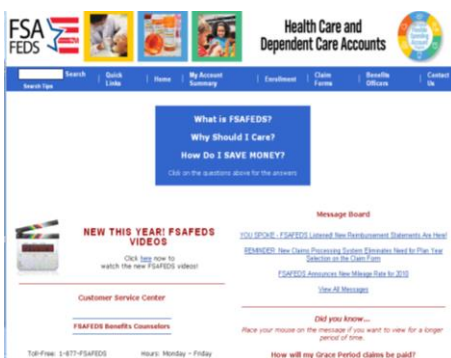 FSA
FEDS
Health Care and
Dependent Care Accounts
Search
Search Tips
Quick
Links
Home
My Account
Summary
Enrollment
Claim
Forms
Benefits
Officers
Contact
Us
What is FSAFEDS?
Why Should I Care?
How Do I SAVE MONEY?
Click on the questions above for the answers
NEW THIS YEAR! FSAFEDS
VIDEOS
Click here now to
watch the new FSAFEDS videos!
Customer Service Center
FSAFEDS Benefits Counselors
Toll-Free: 1-877-FSAFEDS
Hours: Monday - Friday
Message Board
YOU SPOKE - FSAFEDS Listened! New Reimbursement Statements Are Here!
REMINDER: New Claims Processing System Eliminates Need for Plan Year
Selection on the Claim Form
FSAFEDS Announces New Mileage Rate for 2010
View All Messages
Did you know...
Place your mouse on the message if you want to view for a longer
period of time.
How will my Grace Period claims be paid?